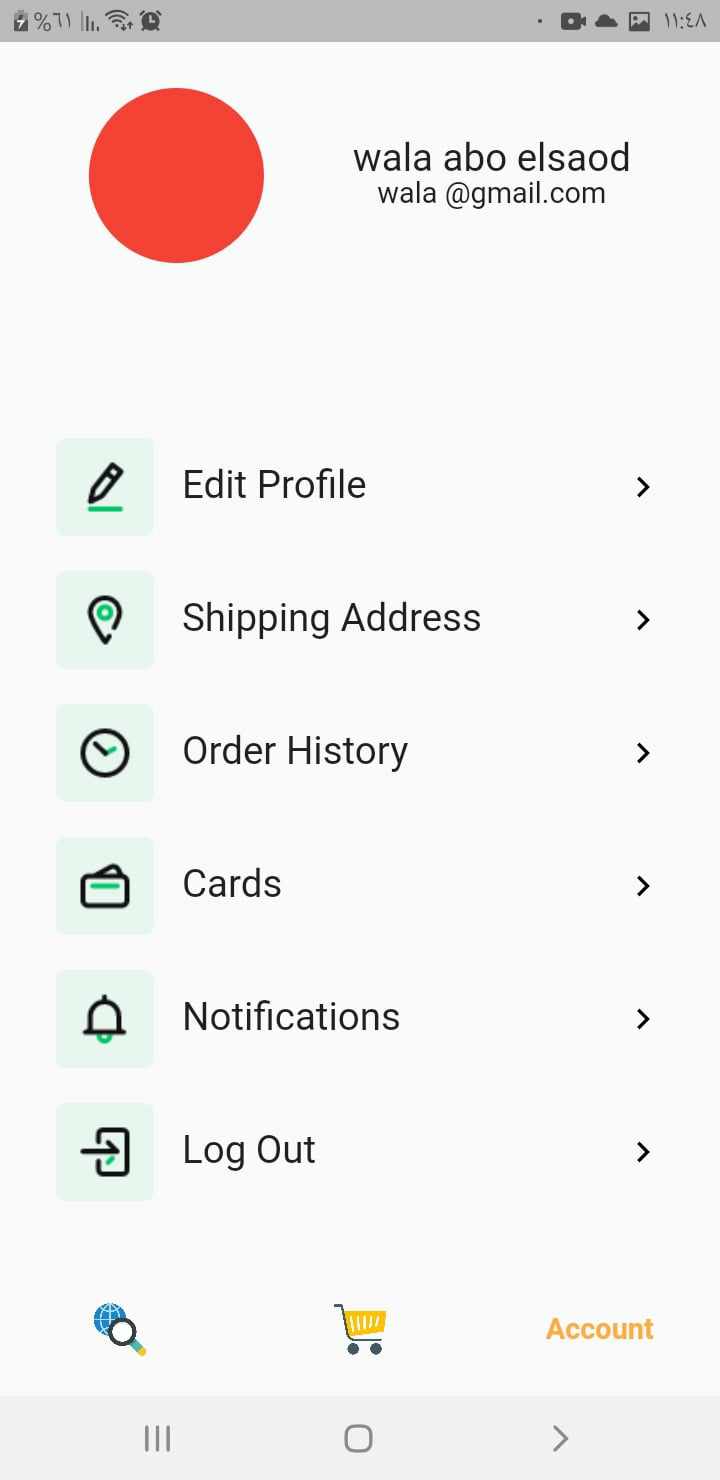 %٦١
١١:٤٨
wala abo elsaod
wala @gmail.com
Edit Profile
Shipping Address
Order History
Cards
Notifications
Log Out
Account